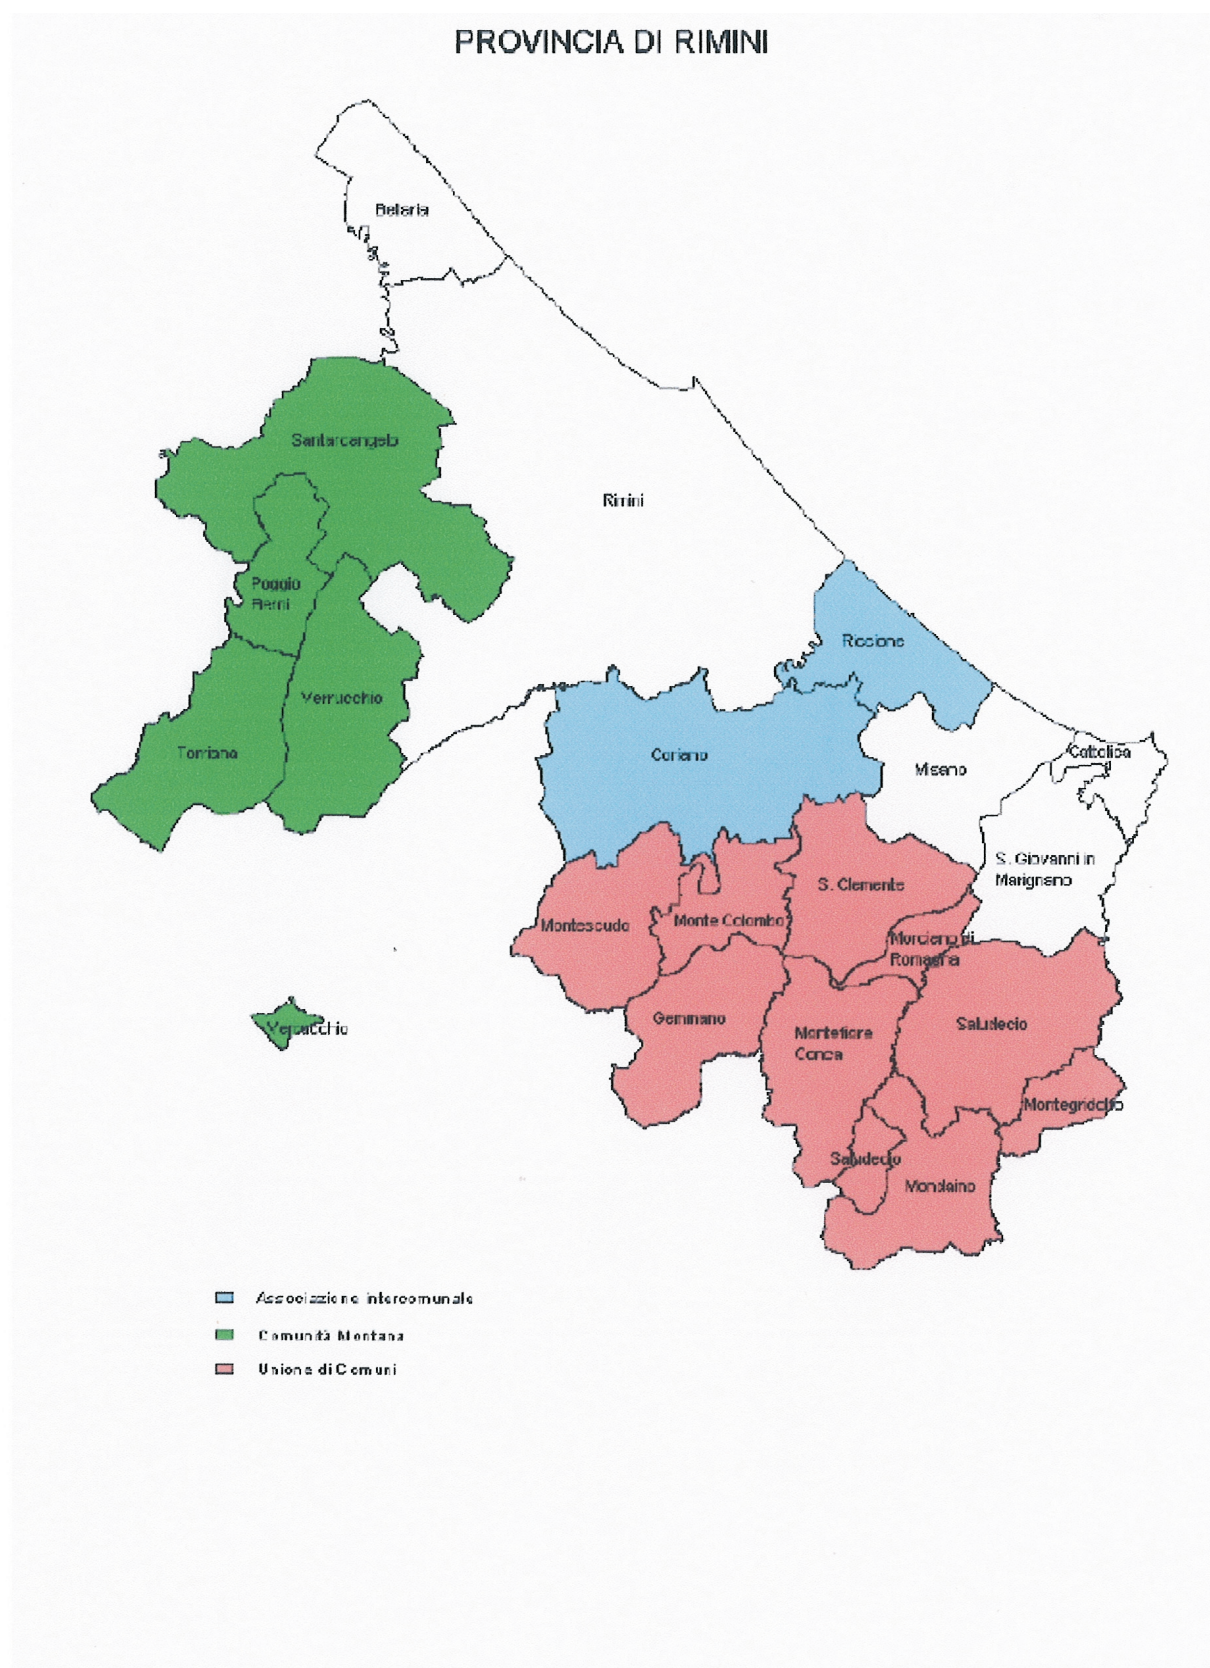 PROVINCIA DI RIMINI
Bellaria
Santarcangelo
Rimini
Poggio
Berni
Riccione
Verrucchio
Torriana
Coriano
Misano
Cattolica
S. Giovanni in
Marignano
S. Clemente
Montescudo
Monte Colombo
Morciano di
Romagna
Gemmano
Montefiore
Conca
Saludecio
Verrucchio
Montegridolfo
Saludecio
Mondaino
Associazione intercomunale
Comunità Montana
Unione di Comuni